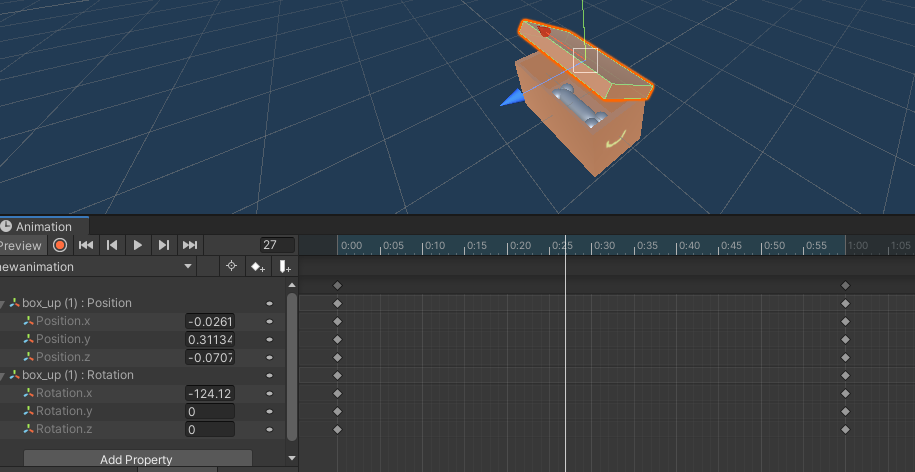 Animation
Preview 27 0:00 0:05 0:10 0:15 0:20 0:25 0:30 0:35 0:40 0:45 0:50 0:55 1:00 1:05
newanimation
box_up (1) : Position
Position.x -0.0261
Position.y 0.31134
Position.z -0.0707
box_up (1) : Rotation
Rotation.x -124.12
Rotation.y 0
Rotation.z 0
Add Property